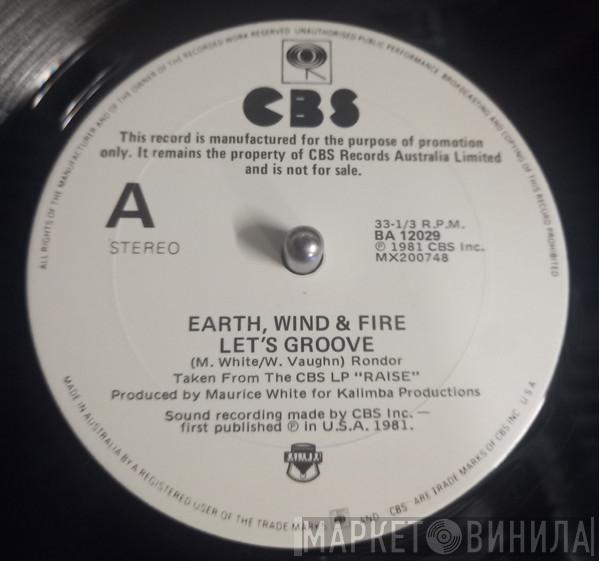 ALL RIGHTS OF THE MANUFACTURER AND OF THE OWNER OF THE RECORDED WORK RESERVED UNAUTHORISED PUBLIC PERFORMANCE BROADCASTING AND COPYING OF THIS RECORD PROHIBITED
CBS
This record is manufactured for the purpose of promotion
only. It remains the property of CBS Records Australia Limited
and is not for sale.
A
STEREO
33-1/3 R.P.M.
BA 12029
℗ 1981 CBS Inc.
MX200748
EARTH, WIND & FIRE
LET'S GROOVE
(M. White/W. Vaughn) Rondor
Taken From The CBS LP "RAISE"
Produced by Maurice White for Kalimba Productions
Sound recording made by CBS Inc. —
first published ℗ in U.S.A. 1981.
MADE IN AUSTRALIA BY A REGISTERED USER OF THE TRADE MARKS AND CBS ARE TRADE MARKS OF CBS INC USA
МАРКЕТ ВИНИЛА